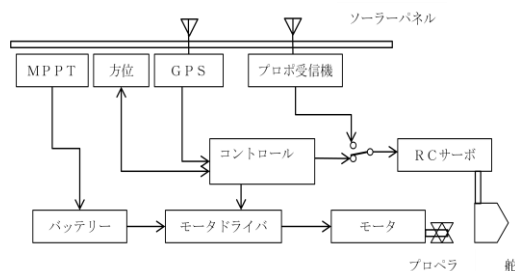 ソーラーパネル
ＭＰＰＴ
方位
ＧＰＳ
プロポ受信機
コントロール
ＲＣサーボ
バッテリー
モータドライバ
モータ
プロペラ
舵